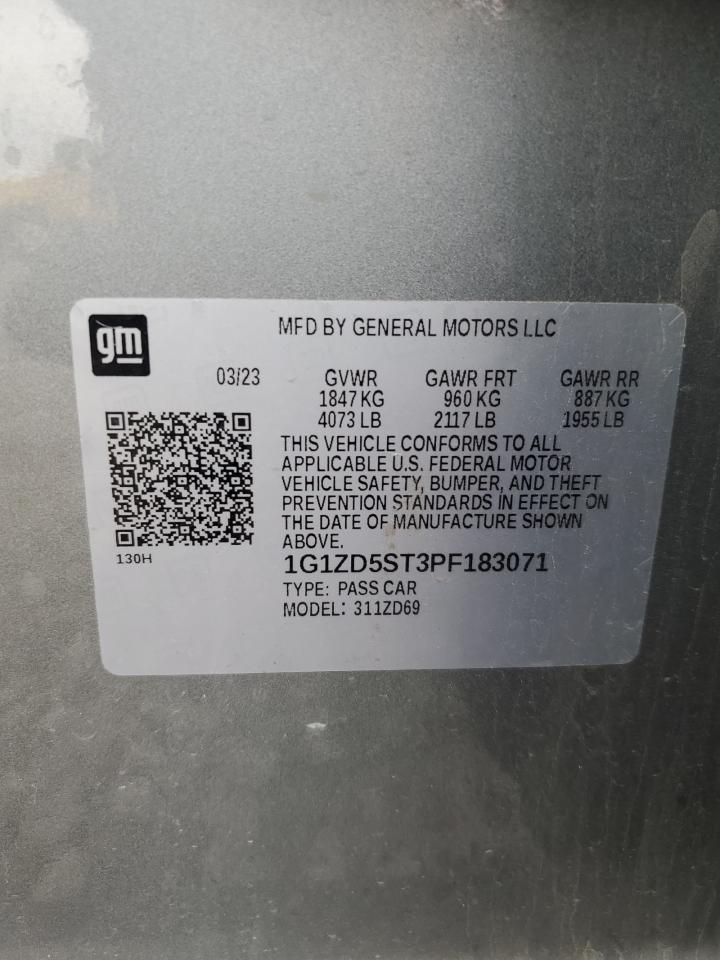 gm
MFD BY GENERAL MOTORS LLC
03/23 GVWR GAWR FRT GAWR RR
1847 KG 960 KG 887 KG
4073 LB 2117 LB 1955 LB
THIS VEHICLE CONFORMS TO ALL
APPLICABLE U.S. FEDERAL MOTOR
VEHICLE SAFETY, BUMPER, AND THEFT
PREVENTION STANDARDS IN EFFECT ON
THE DATE OF MANUFACTURE SHOWN
ABOVE.
130H
1G1ZD5ST3PF183071
TYPE: PASS CAR
MODEL: 311ZD69